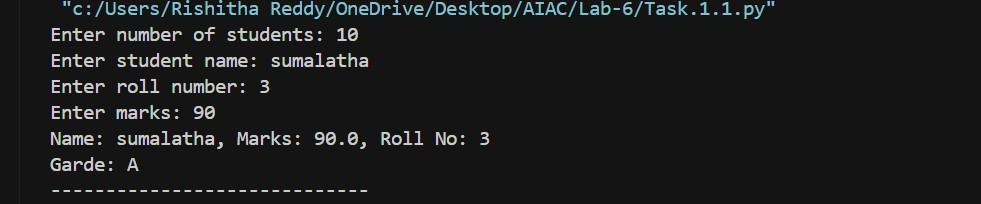 "c:/Users/Rishitha Reddy/OneDrive/Desktop/AIAC/Lab-6/Task.1.1.py"
Enter number of students: 10
Enter student name: sumalatha
Enter roll number: 3
Enter marks: 90
Name: sumalatha, Marks: 90.0, Roll No: 3
Garde: A
-----------------------------